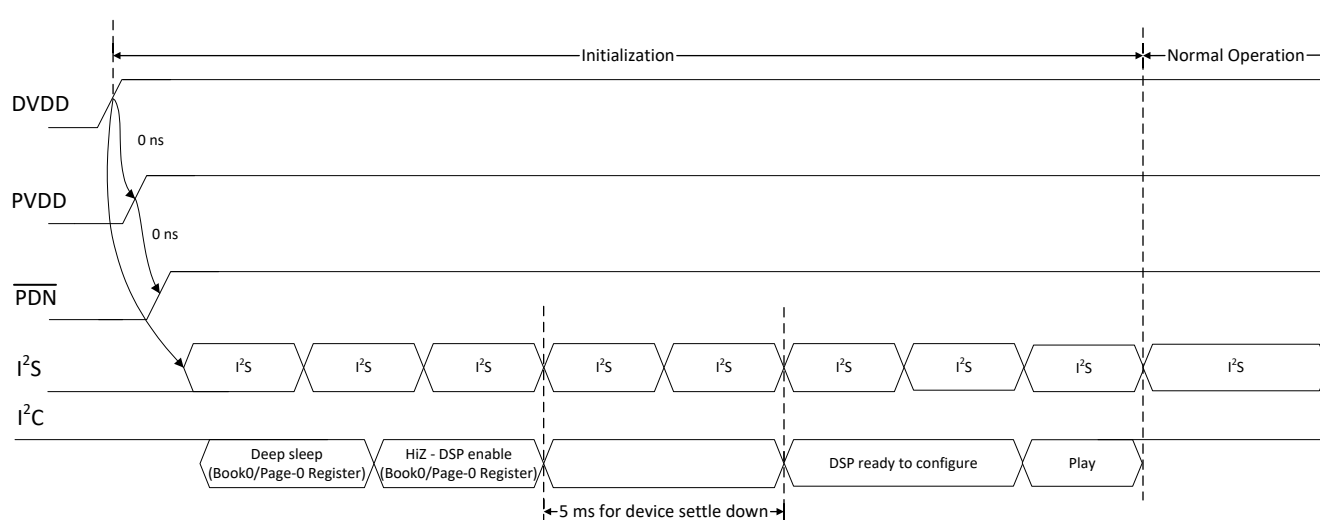 Initialization
Normal Operation
DVDD
0 ns
PVDD
0 ns
PDN
I²S
I²S
I²S
I²S
I²S
I²S
I²S
I²S
I²S
I²S
I²C
Deep sleep
(Book0/Page-0 Register)
HiZ - DSP enable
(Book0/Page-0 Register)
DSP ready to configure
Play
5 ms for device settle down